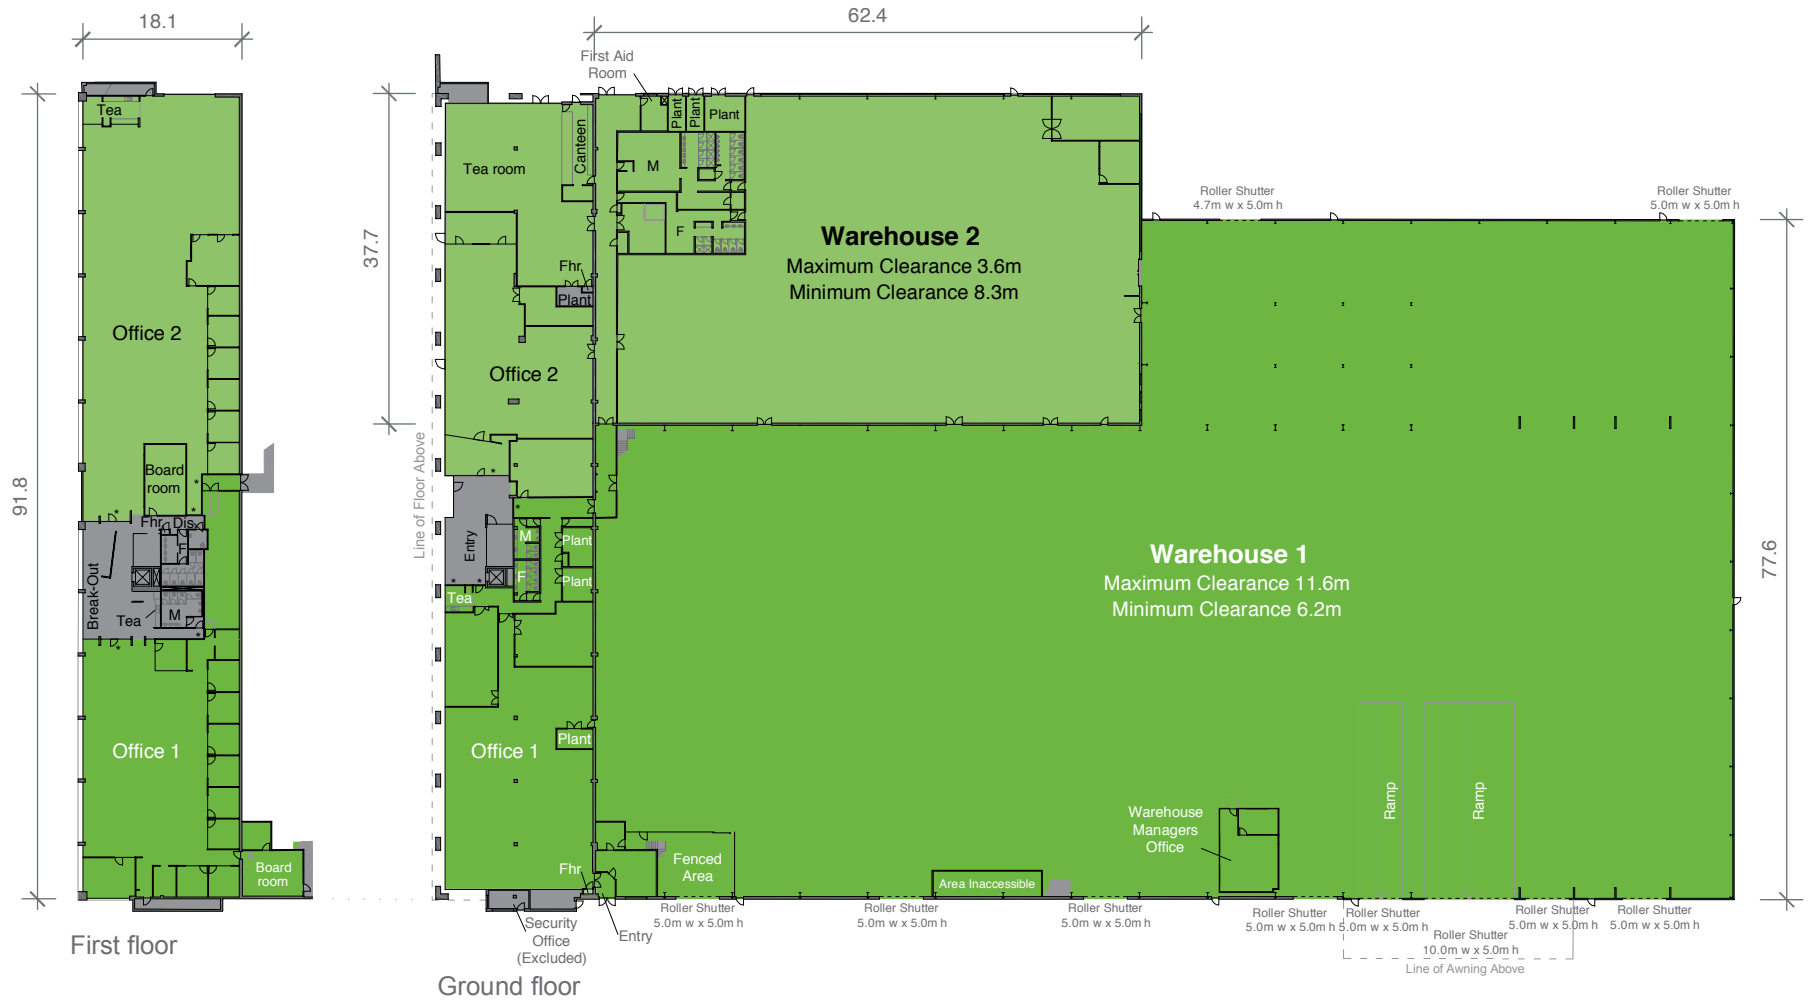 18.1
62.4
First Aid
Room
Tea
Plant
Plant
Plant
Canteen
Tea room
M
F
Roller Shutter
4.7m w x 5.0m h
Roller Shutter
5.0m w x 5.0m h
37.7
Warehouse 2
Maximum Clearance 3.6m
Minimum Clearance 8.3m
Fhr
Plant
Office 2
Office 2
91.8
Board
room
Line of Floor Above
Fhr
Dis
F
Break-Out
Tea
M
Entry
M
F
Plant
Plant
Tea
Warehouse 1
Maximum Clearance 11.6m
Minimum Clearance 6.2m
77.6
Office 1
Office 1
Plant
Ramp
Ramp
Warehouse
Managers
Office
Board
room
Fhr
Fenced
Area
Area Inaccessible
Security
Office
(Excluded)
Entry
Roller Shutter
5.0m w x 5.0m h
Roller Shutter
5.0m w x 5.0m h
Roller Shutter
5.0m w x 5.0m h
Roller Shutter
5.0m w x 5.0m h
Roller Shutter
5.0m w x 5.0m h
Roller Shutter
10.0m w x 5.0m h
Roller Shutter
5.0m w x 5.0m h
Roller Shutter
5.0m w x 5.0m h
Line of Awning Above
First floor
Ground floor